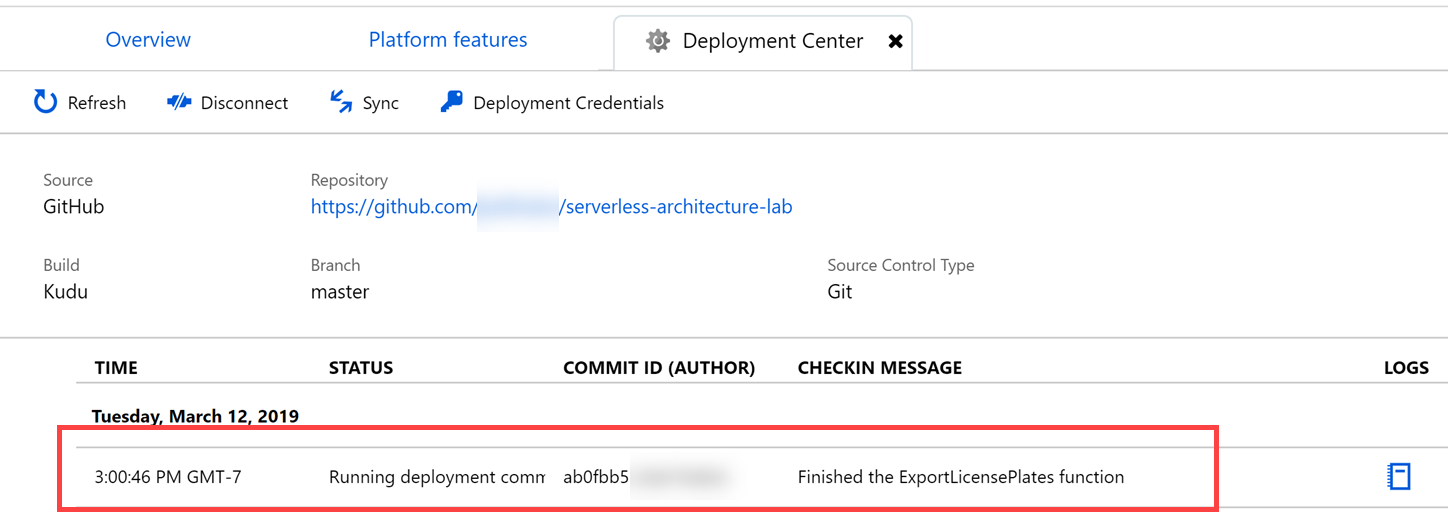 Overview Platform features Deployment Center
Refresh Disconnect Sync Deployment Credentials
Source Repository
GitHub https://github.com/ /serverless-architecture-lab
Build Branch Source Control Type
Kudu master Git
TIME STATUS COMMIT ID (AUTHOR) CHECKIN MESSAGE LOGS
Tuesday, March 12, 2019
3:00:46 PM GMT-7 Running deployment comm ab0fbb5 Finished the ExportLicensePlates function